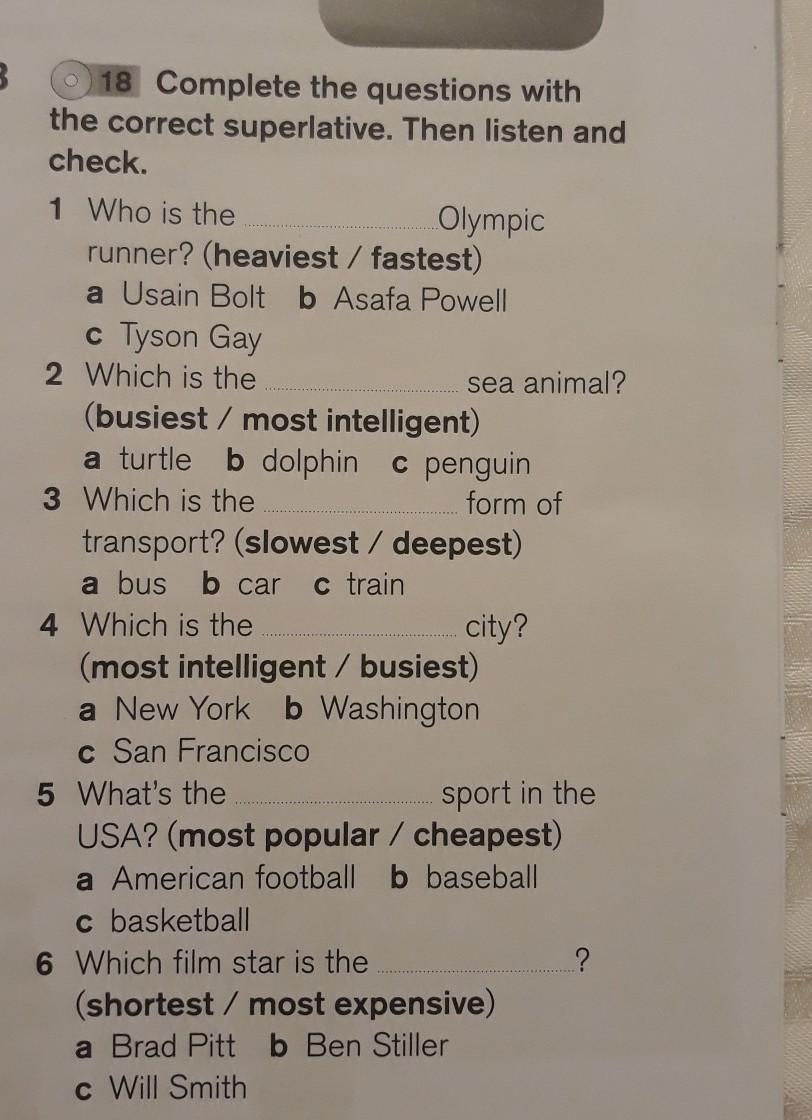 18 Complete the questions with
the correct superlative. Then listen and
check.
1 Who is the ........ Olympic
runner? (heaviest / fastest)
a Usain Bolt b Asafa Powell
c Tyson Gay
2 Which is the ........ sea animal?
(busiest / most intelligent)
a turtle b dolphin c penguin
3 Which is the ........ form of
transport? (slowest / deepest)
a bus b car c train
4 Which is the ........ city?
(most intelligent / busiest)
a New York b Washington
c San Francisco
5 What's the ........ sport in the
USA? (most popular / cheapest)
a American football b baseball
c basketball
6 Which film star is the ........?
(shortest / most expensive)
a Brad Pitt b Ben Stiller
c Will Smith